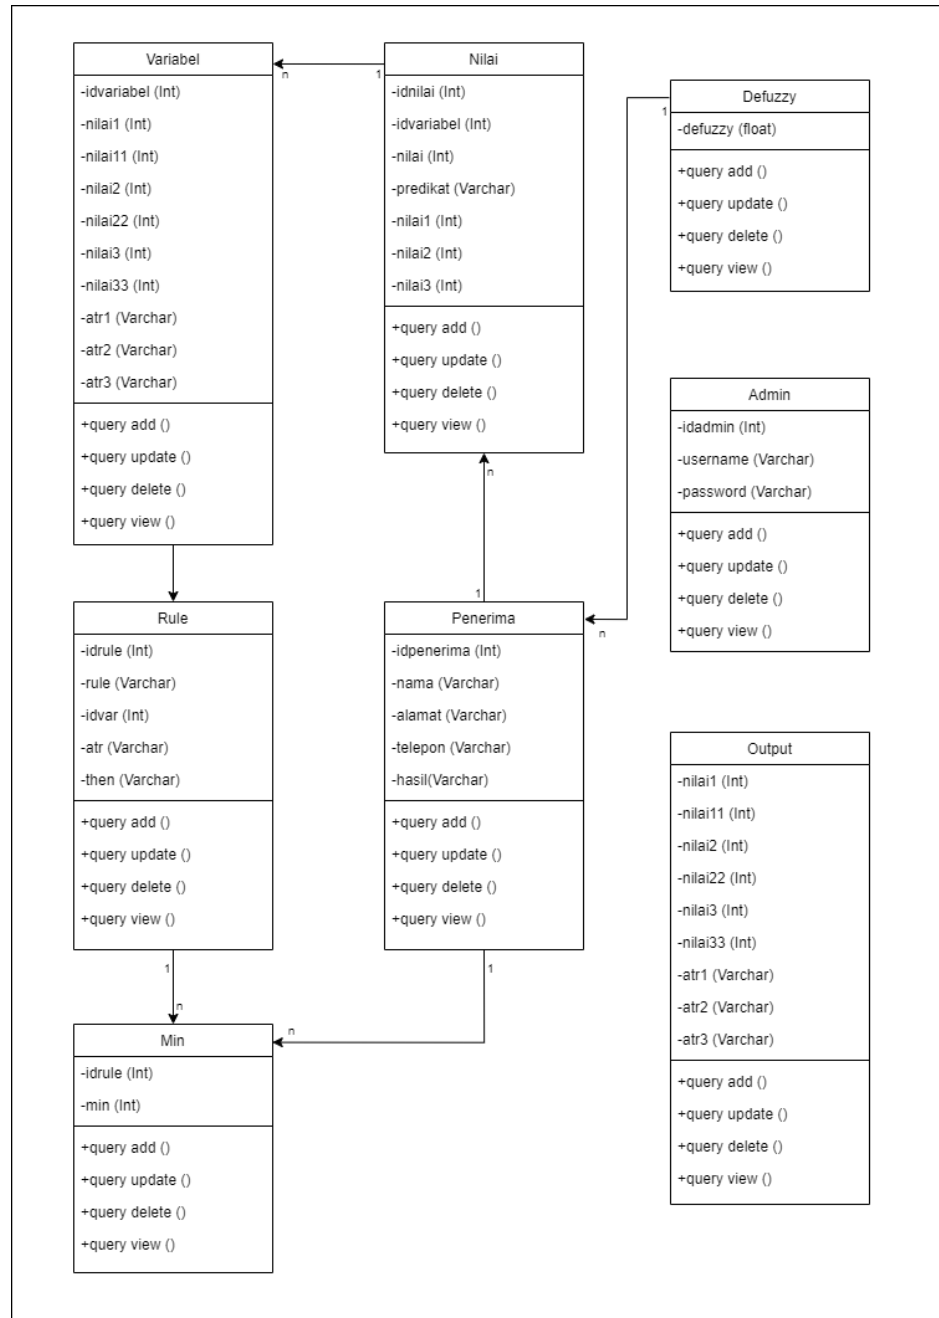 Variabel
-idvariabel (Int)
-nilai1 (Int)
-nilai11 (Int)
-nilai2 (Int)
-nilai22 (Int)
-nilai3 (Int)
-nilai33 (Int)
-atr1 (Varchar)
-atr2 (Varchar)
-atr3 (Varchar)
+query add ()
+query update ()
+query delete ()
+query view ()
n
1
Nilai
-idnilai (Int)
-idvariabel (Int)
-nilai (Int)
-predikat (Varchar)
-nilai1 (Int)
-nilai2 (Int)
-nilai3 (Int)
+query add ()
+query update ()
+query delete ()
+query view ()
n
1
Defuzzy
1
-defuzzy (float)
+query add ()
+query update ()
+query delete ()
+query view ()
n
Admin
-idadmin (Int)
-username (Varchar)
-password (Varchar)
+query add ()
+query update ()
+query delete ()
+query view ()
Rule
-idrule (Int)
-rule (Varchar)
-idvar (Int)
-atr (Varchar)
-then (Varchar)
+query add ()
+query update ()
+query delete ()
+query view ()
1
n
Penerima
-idpenerima (Int)
-nama (Varchar)
-alamat (Varchar)
-telepon (Varchar)
-hasil(Varchar)
+query add ()
+query update ()
+query delete ()
+query view ()
1
n
Output
-nilai1 (Int)
-nilai11 (Int)
-nilai2 (Int)
-nilai22 (Int)
-nilai3 (Int)
-nilai33 (Int)
-atr1 (Varchar)
-atr2 (Varchar)
-atr3 (Varchar)
+query add ()
+query update ()
+query delete ()
+query view ()
Min
-idrule (Int)
-min (Int)
+query add ()
+query update ()
+query delete ()
+query view ()